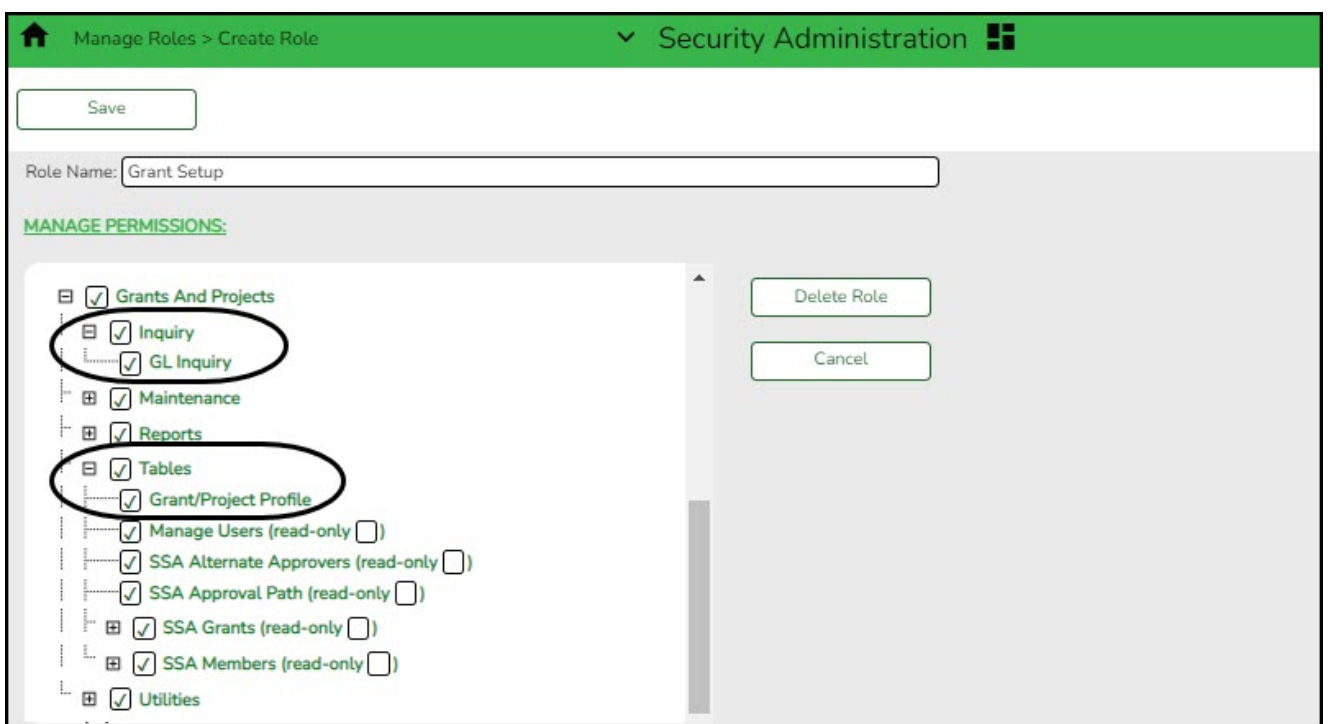 Manage Roles > Create Role
Security Administration
Save
Role Name: Grant Setup
MANAGE PERMISSIONS:
Grants And Projects
Inquiry
GL Inquiry
Maintenance
Reports
Tables
Grant/Project Profile
Manage Users (read-only )
SSA Alternate Approvers (read-only )
SSA Approval Path (read-only )
SSA Grants (read-only )
SSA Members (read-only )
Utilities
Delete Role
Cancel